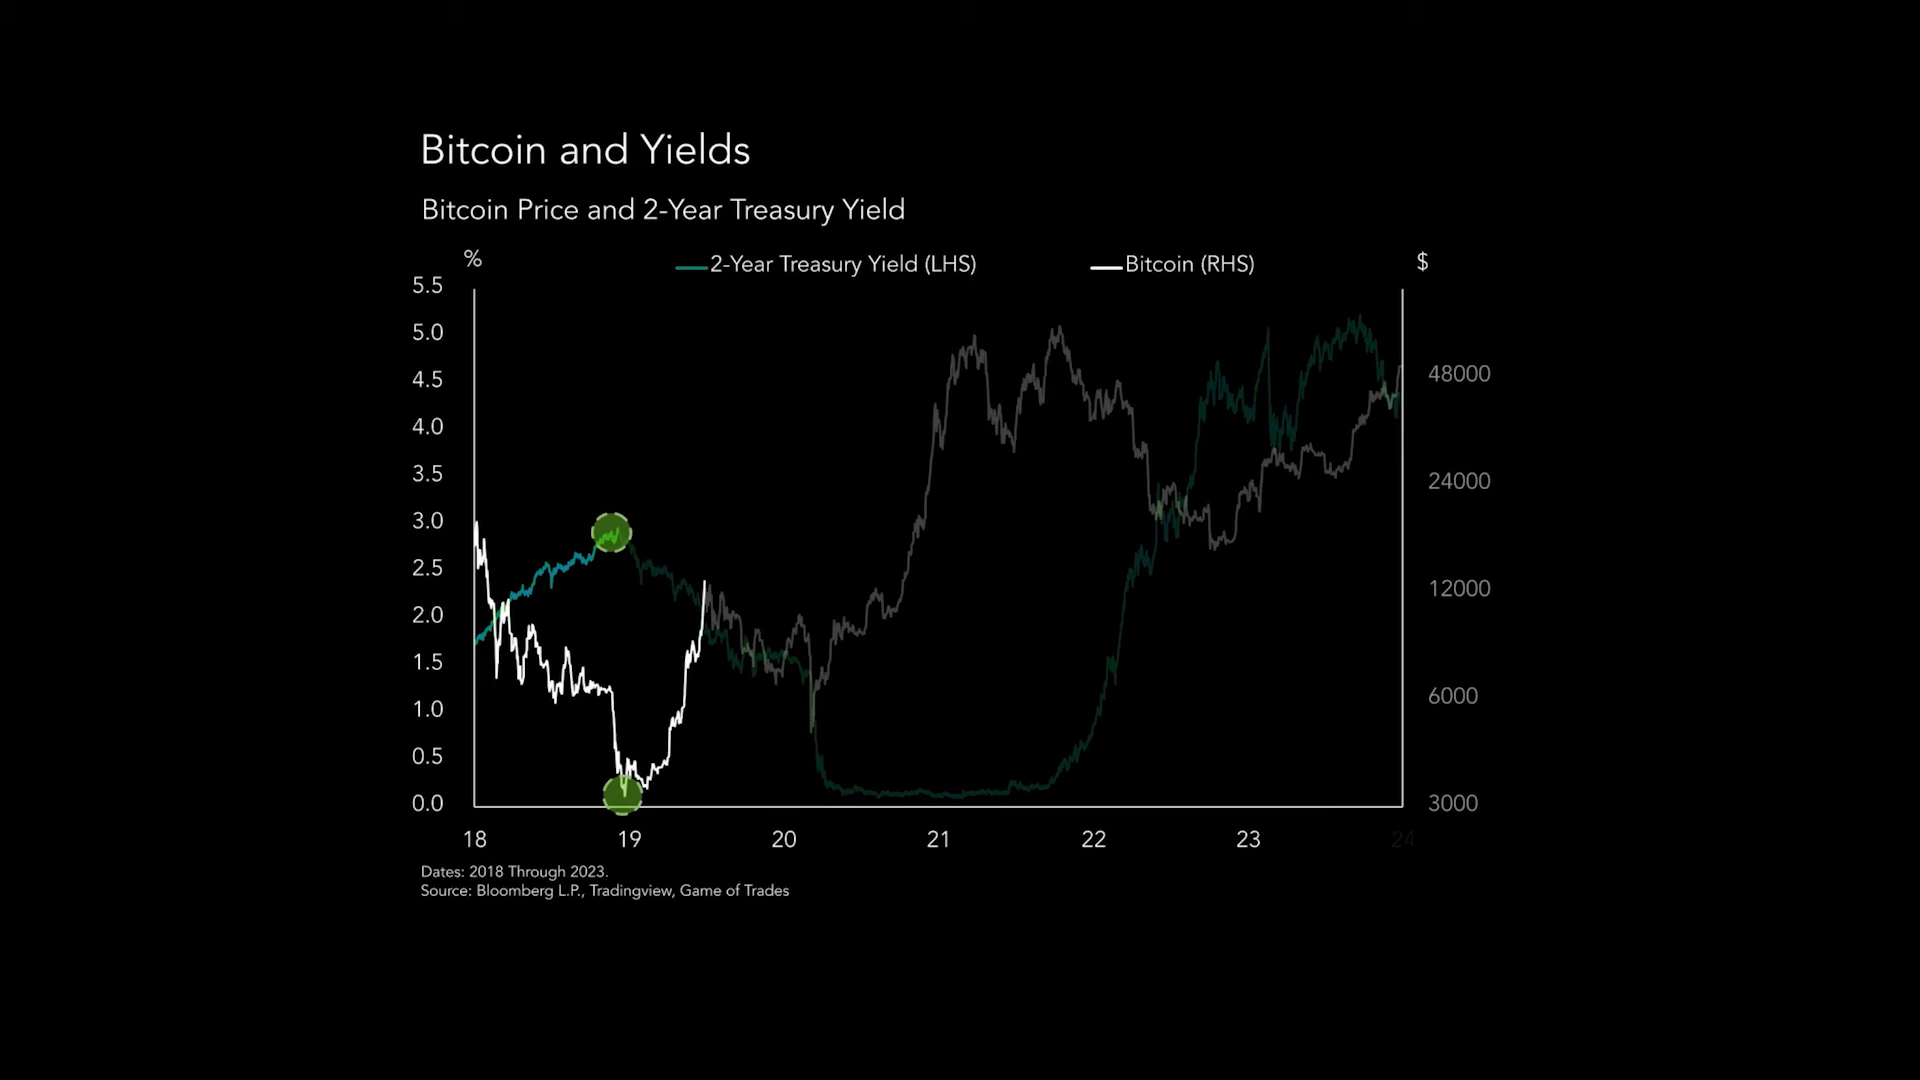 Bitcoin and Yields
Bitcoin Price and 2-Year Treasury Yield
% 2-Year Treasury Yield (LHS) Bitcoin (RHS) $
5.5
5.0
4.5 48000
4.0
3.5 24000
3.0
2.5 12000
2.0
1.5
1.0 6000
0.5
0.0 3000
18 19 20 21 22 23 24
Dates: 2018 Through 2023.
Source: Bloomberg L.P., Tradingview, Game of Trades